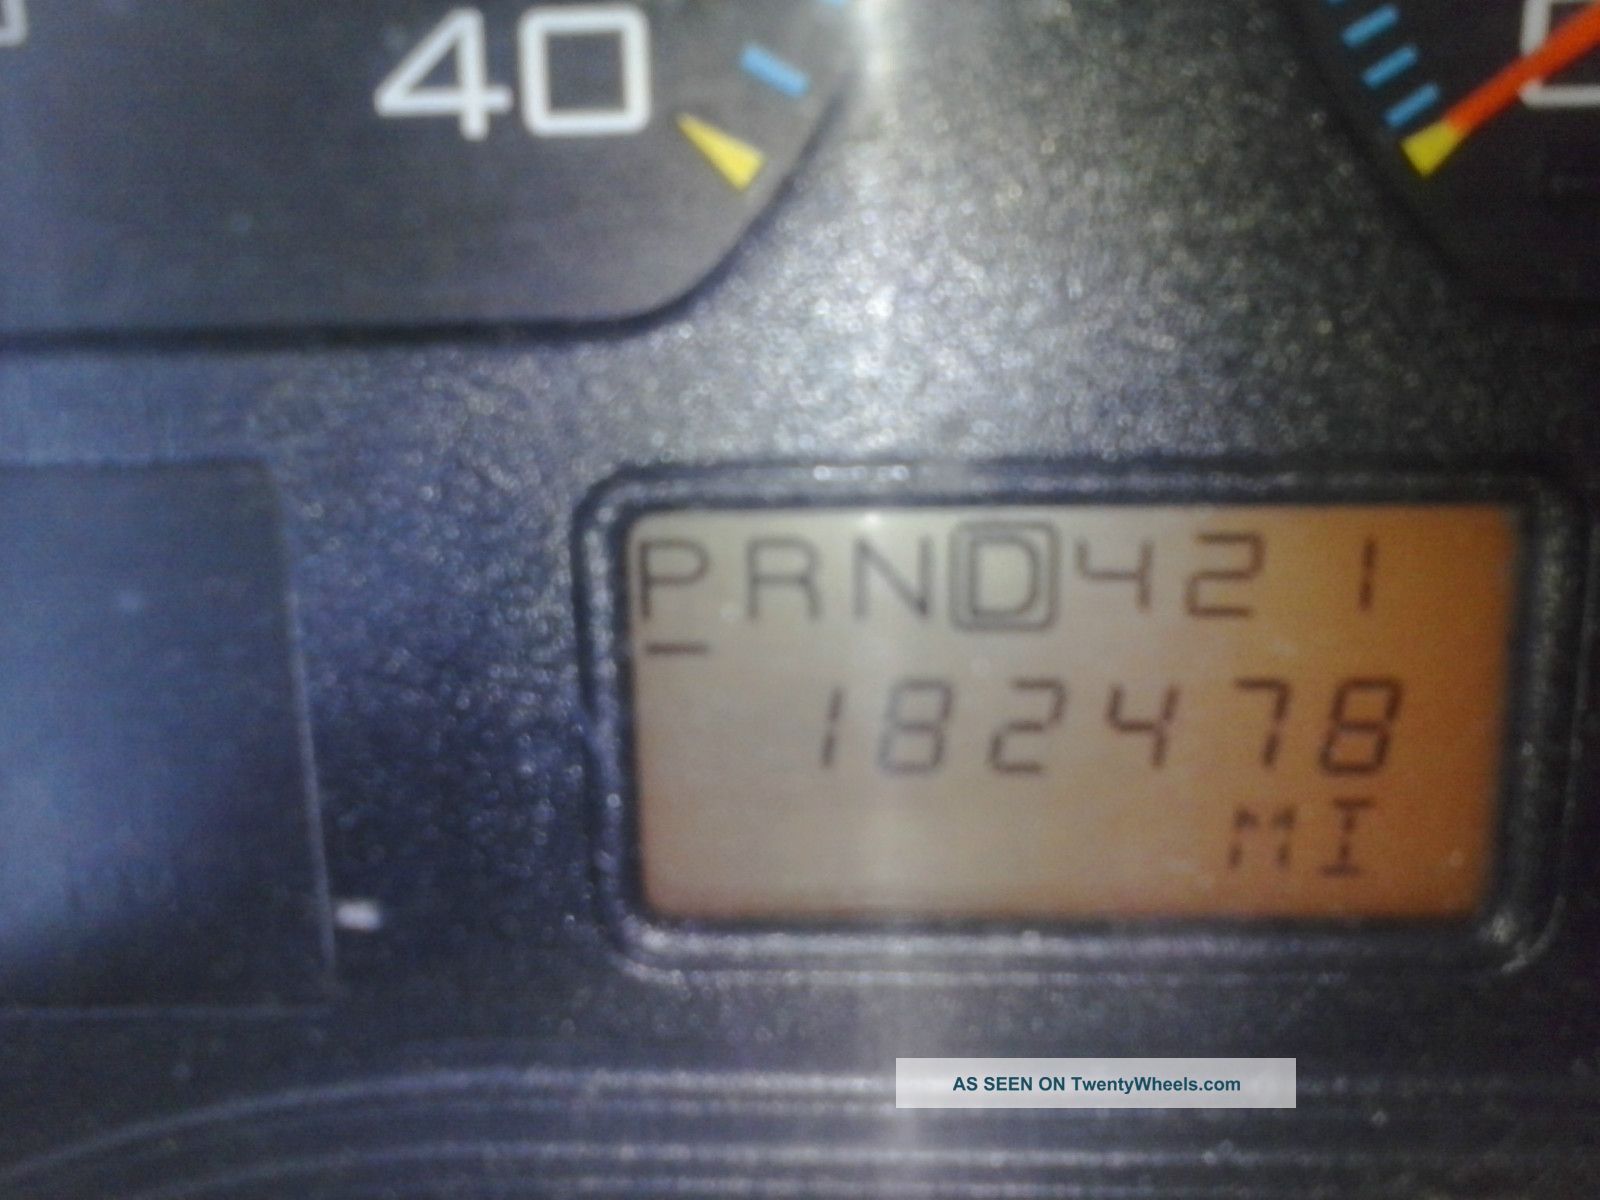 40
PRND421
182478
MI
AS SEEN ON TwentyWheels.com